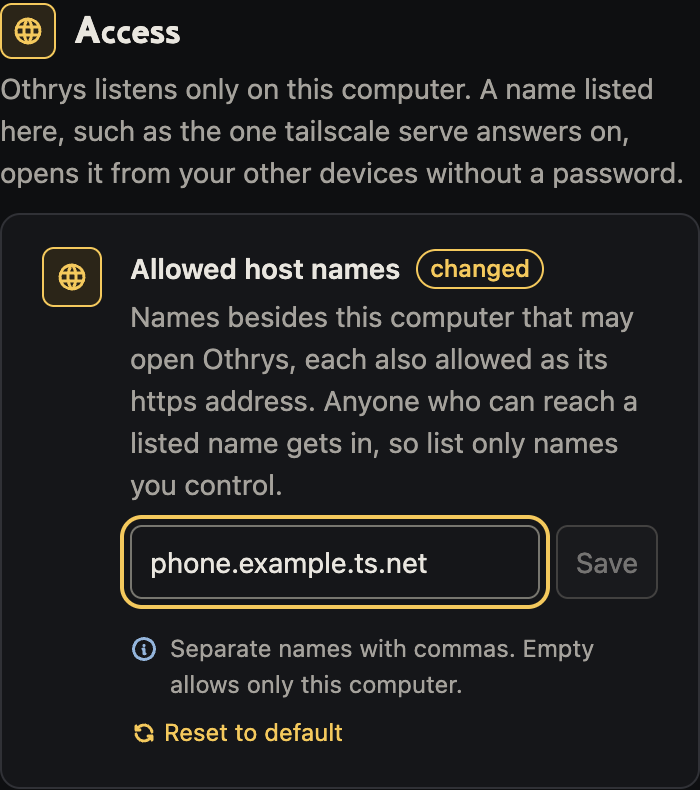 Access
Othrys listens only on this computer. A name listed
here, such as the one tailscale serve answers on,
opens it from your other devices without a password.
Allowed host names changed
Names besides this computer that may
open Othrys, each also allowed as its
https address. Anyone who can reach a
listed name gets in, so list only names
you control.
phone.example.ts.net Save
Separate names with commas. Empty
allows only this computer.
Reset to default